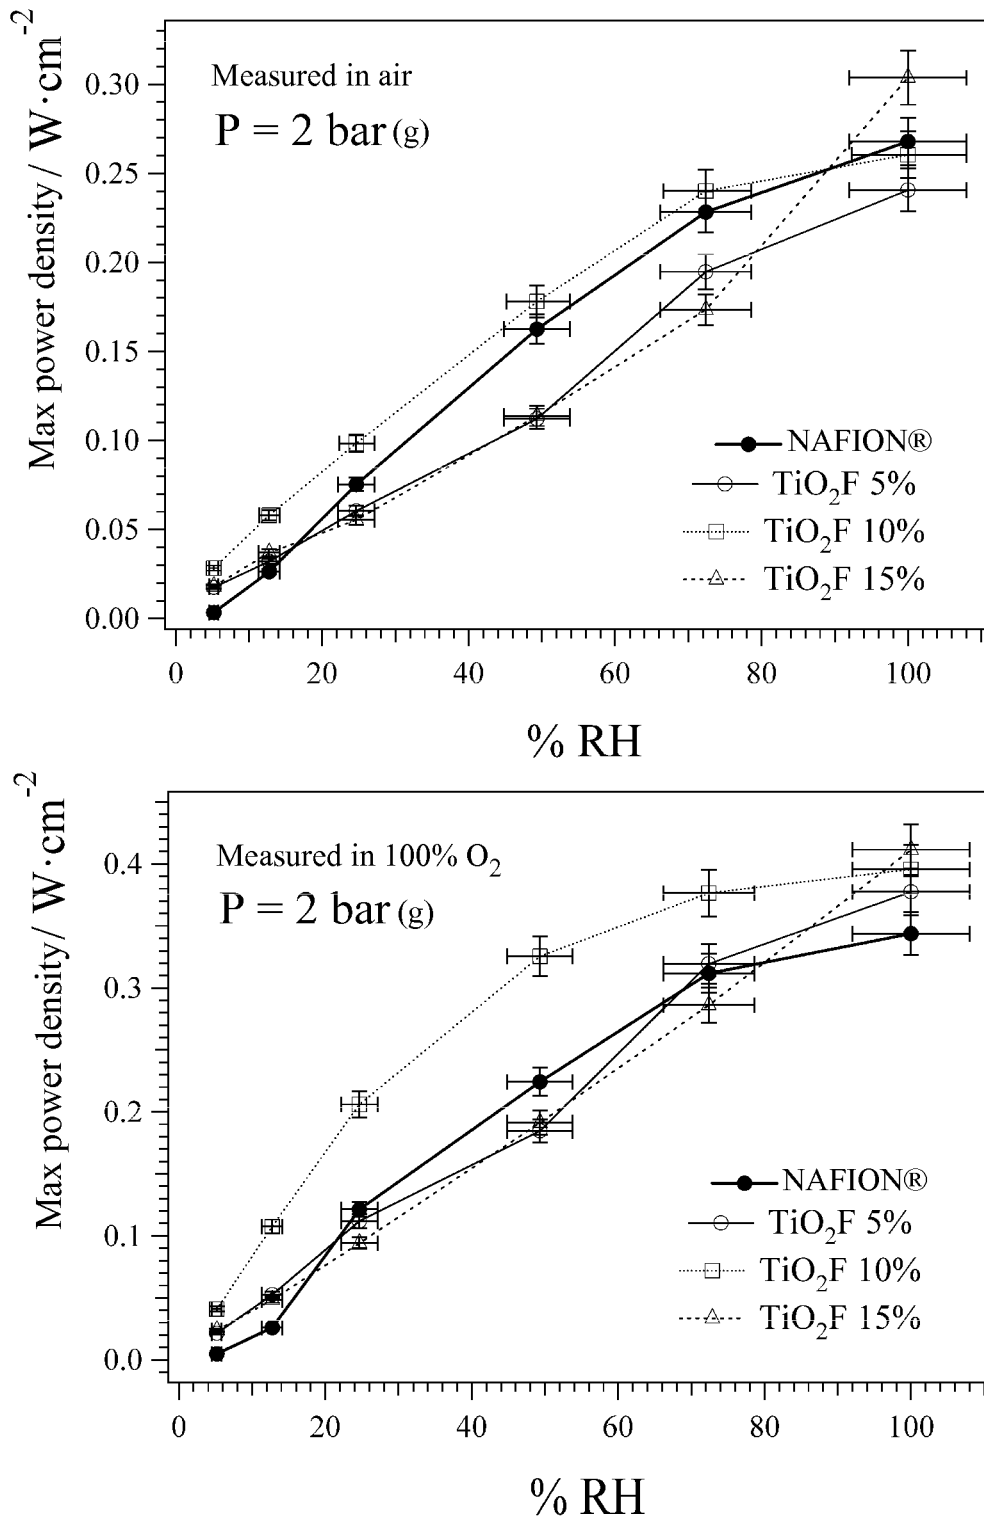 Max power density / W·cm⁻²
0.30
0.25
0.20
0.15
0.10
0.05
0.00
Measured in air
P = 2 bar (g)
NAFION®
TiO₂F 5%
TiO₂F 10%
TiO₂F 15%
0 20 40 60 80 100
% RH
Max power density/ W·cm⁻²
0.4
0.3
0.2
0.1
0.0
Measured in 100% O₂
P = 2 bar (g)
NAFION®
TiO₂F 5%
TiO₂F 10%
TiO₂F 15%
0 20 40 60 80 100
% RH